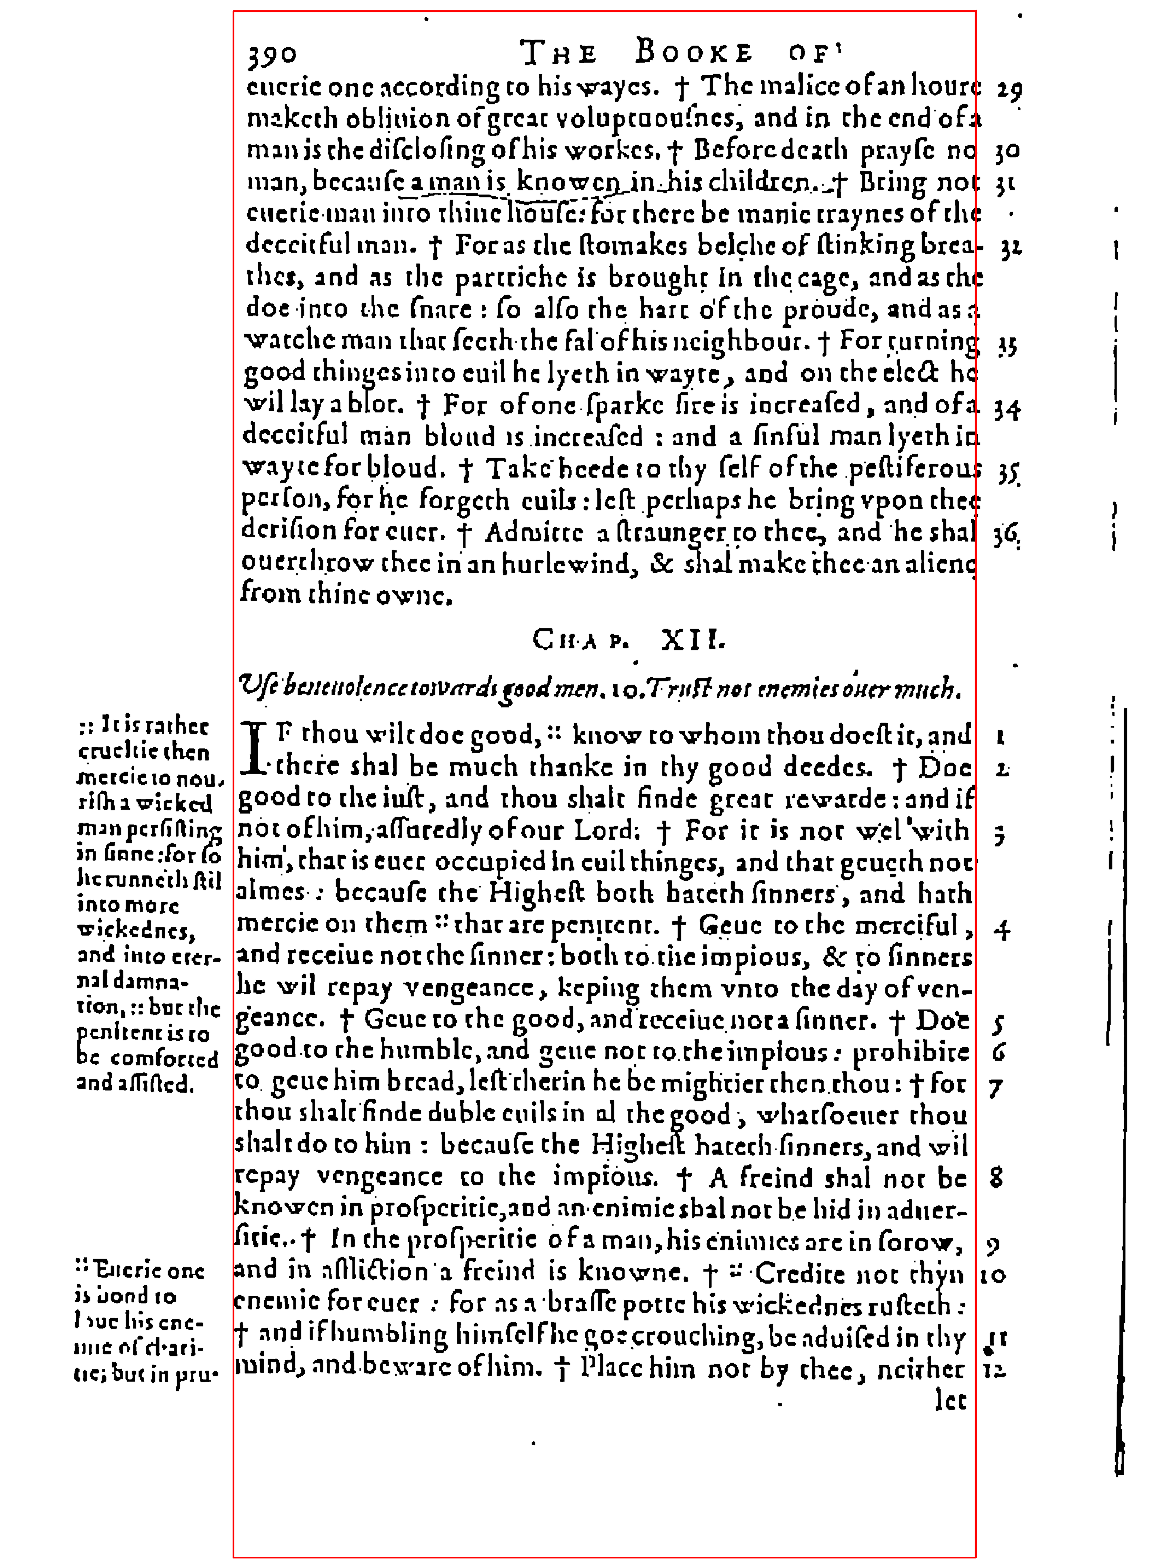 390 THE BOOKE OF
euerie one according to his wayes. † The malice of an houre 29
maketh obliuion of great voluptuousnes, and in the end of a
man is the disclosing of his workes. † Before death prayse no 30
man, because a man is knowen in his children. † Bring not 31
euerie man into thine house: for there be manie traynes of the
deceitful man. † For as the stomakes belche of stinking brea- 32
thes, and as the partriche is brought in the cage, and as the
doe into the snare: so also the hart of the proude, and as a
watche man that seeth the fal of his neighbour. † For turning 35
good thinges into euil he lyeth in wayte, and on the elect he
wil lay a blot. † For of one sparke fire is increased, and of a 34
deceitful man bloud is increased: and a sinful man lyeth in
wayte for bloud. † Take heede to thy self of the pestiferous 35
person, for he forgeth euils: lest perhaps he bring vpon thee
derision for euer. † Admitte a straunger to thee, and he shal 36
ouerthrow thee in an hurlewind, & shal make thee an aliene
from thine owne.
CHAP. XII.
Vse beneuolence towards good men. 10. Trust not enemies ouer much.
IF thou wilt doe good, :: know to whom thou doest it, and 1
there shal be much thanke in thy good deedes. † Doe 2
good to the iust, and thou shalt finde great rewarde: and if
not of him, assuredly of our Lord. † For it is not wel with 3
him, that is euer occupied in euil thinges, and that geueth not
almes: because the Highest both hateth sinners, and hath
mercie on them :: that are penitent. † Geue to the merciful, 4
and receiue not the sinner: both to the impious, & to sinners
he wil repay vengeance, keping them vnto the day of ven-
geance. † Geue to the good, and receiue not a sinner. † Doe 5
good to the humble, and geue not to the impious: prohibite 6
to geue him bread, lest therin he be mightier then thou: † for 7
thou shalt finde duble euils in al the good, whatsoeuer thou
shalt do to him: because the Highest hateth sinners, and wil
repay vengeance to the impious. † A freind shal not be 8
knowen in prosperitie, and an enimie shal not be hid in aduer-
sitie. † In the prosperitie of a man, his enimies are in sorow, 9
and in affliction a freind is knowne. † :: Credite not thyn 10
enemie for euer: for as a brasse potte his wickednes rusteth:
† and if humbling himself he goe crouching, be aduised in thy 11
mind, and beware of him. † Place him not by thee, neither 12
let
:: It is rather
crueltie then
mercie to nou-
rish a wicked
man persisting
in sinne: for so
he runneth stil
into more
wickednes,
and into eter-
nal damna-
tion, :: but the
penitent is to
be comforted
and assisted.
:: Euerie one
is bond to
loue his ene-
mie of chari-
tie; but in pru-